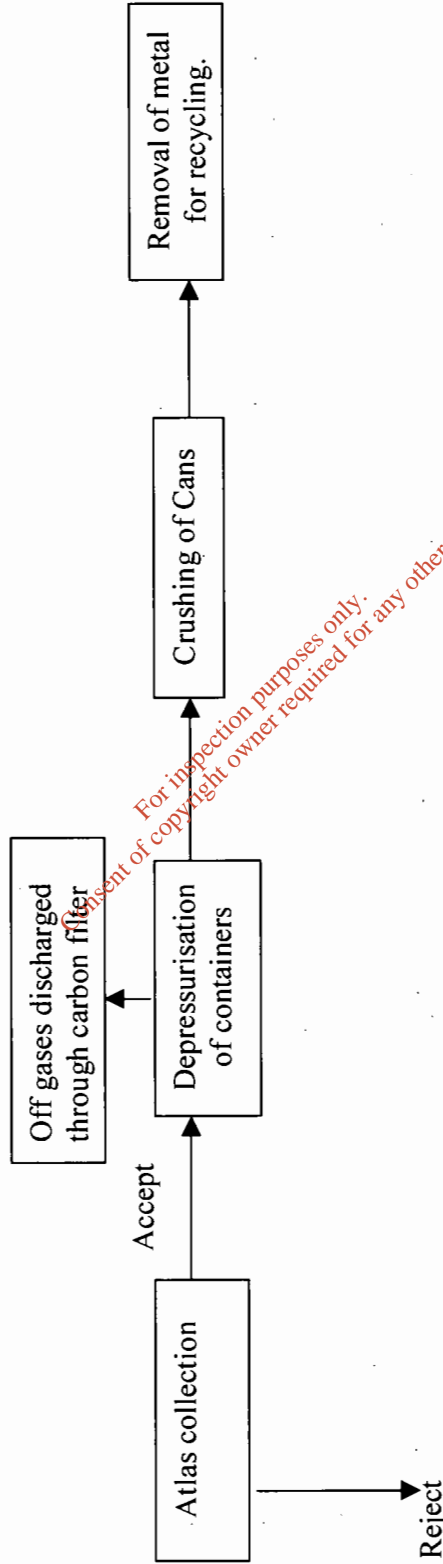 Atlas collection
Reject
Accept
Depressurisation
of containers
Off gases discharged
through carbon filter
Crushing of Cans
Removal of metal
for recycling.
For inspection purposes only.
Consent of copyright owner required for any other